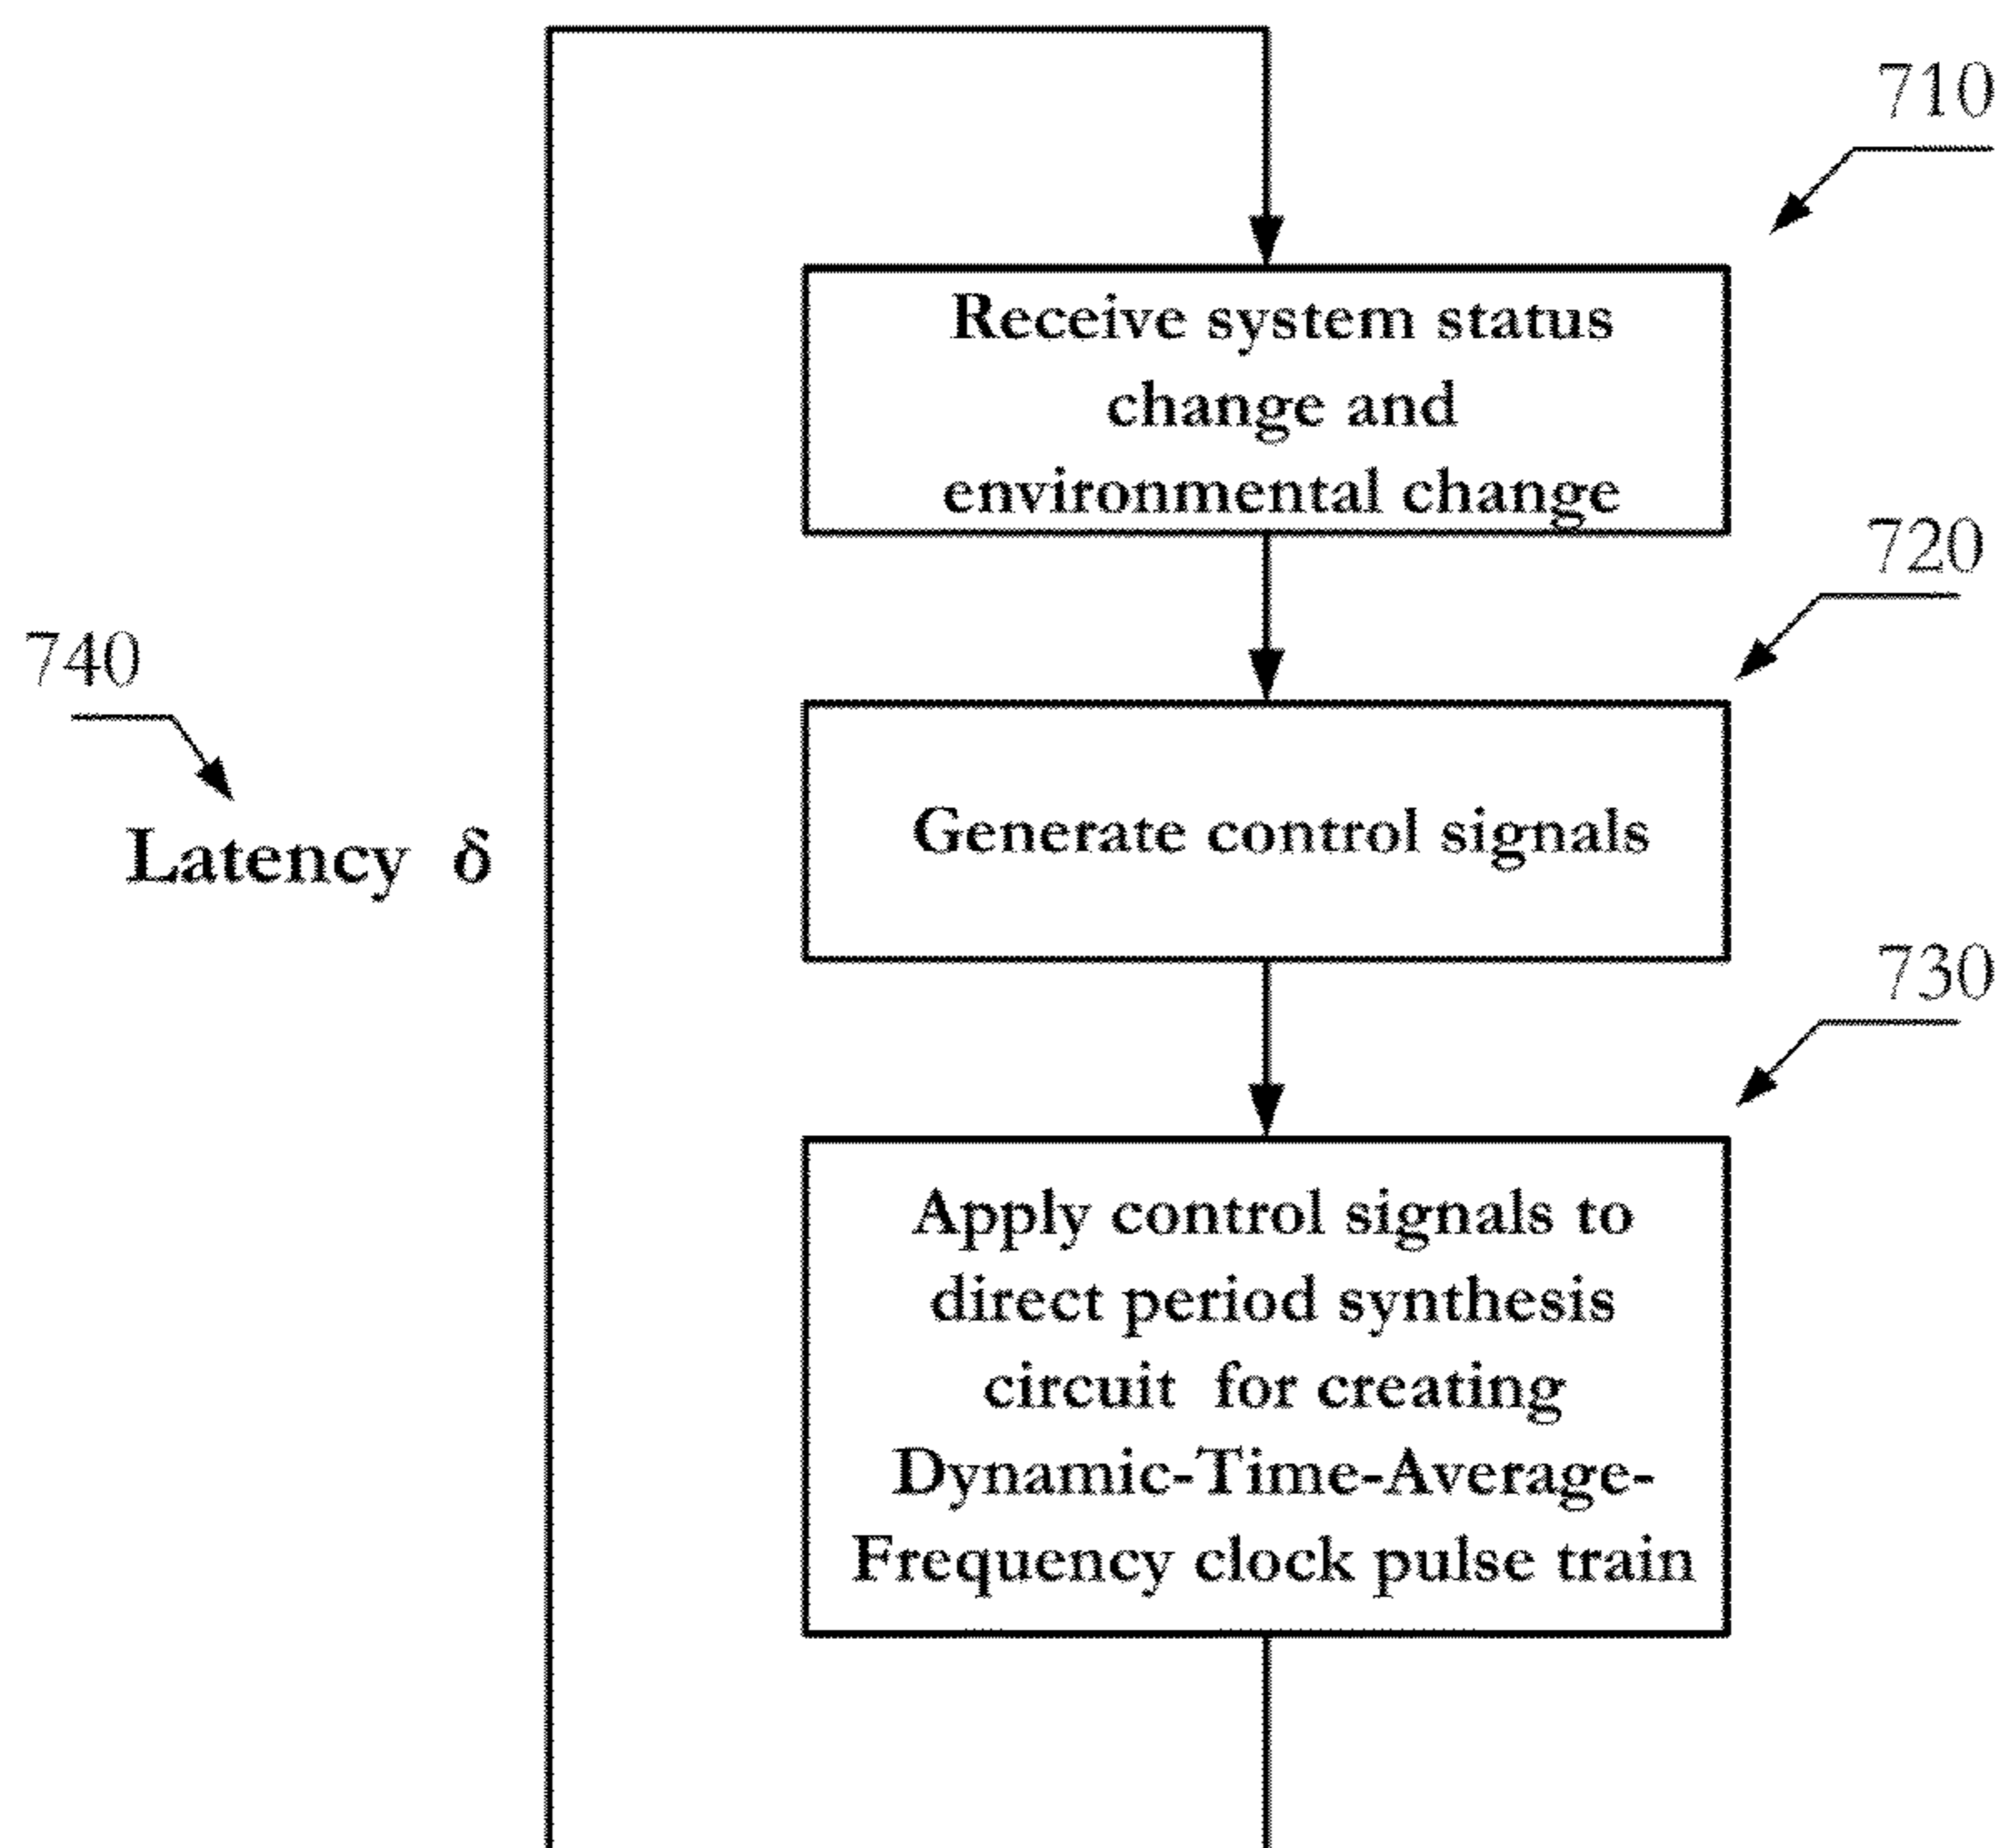 710
Receive system status
change and
environmental change
720
740
Generate control signals
Latency δ
730
Apply control signals to
direct period synthesis
circuit for creating
Dynamic-Time-Average-
Frequency clock pulse train